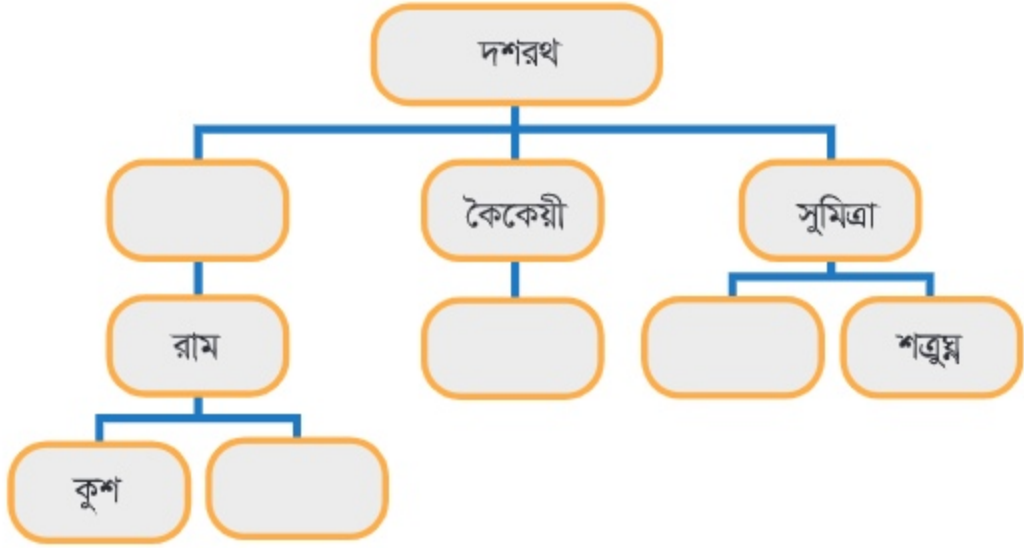 দশরথ
কৈকেয়ী
সুমিত্রা
রাম
শত্রুঘ্ন
কুশ